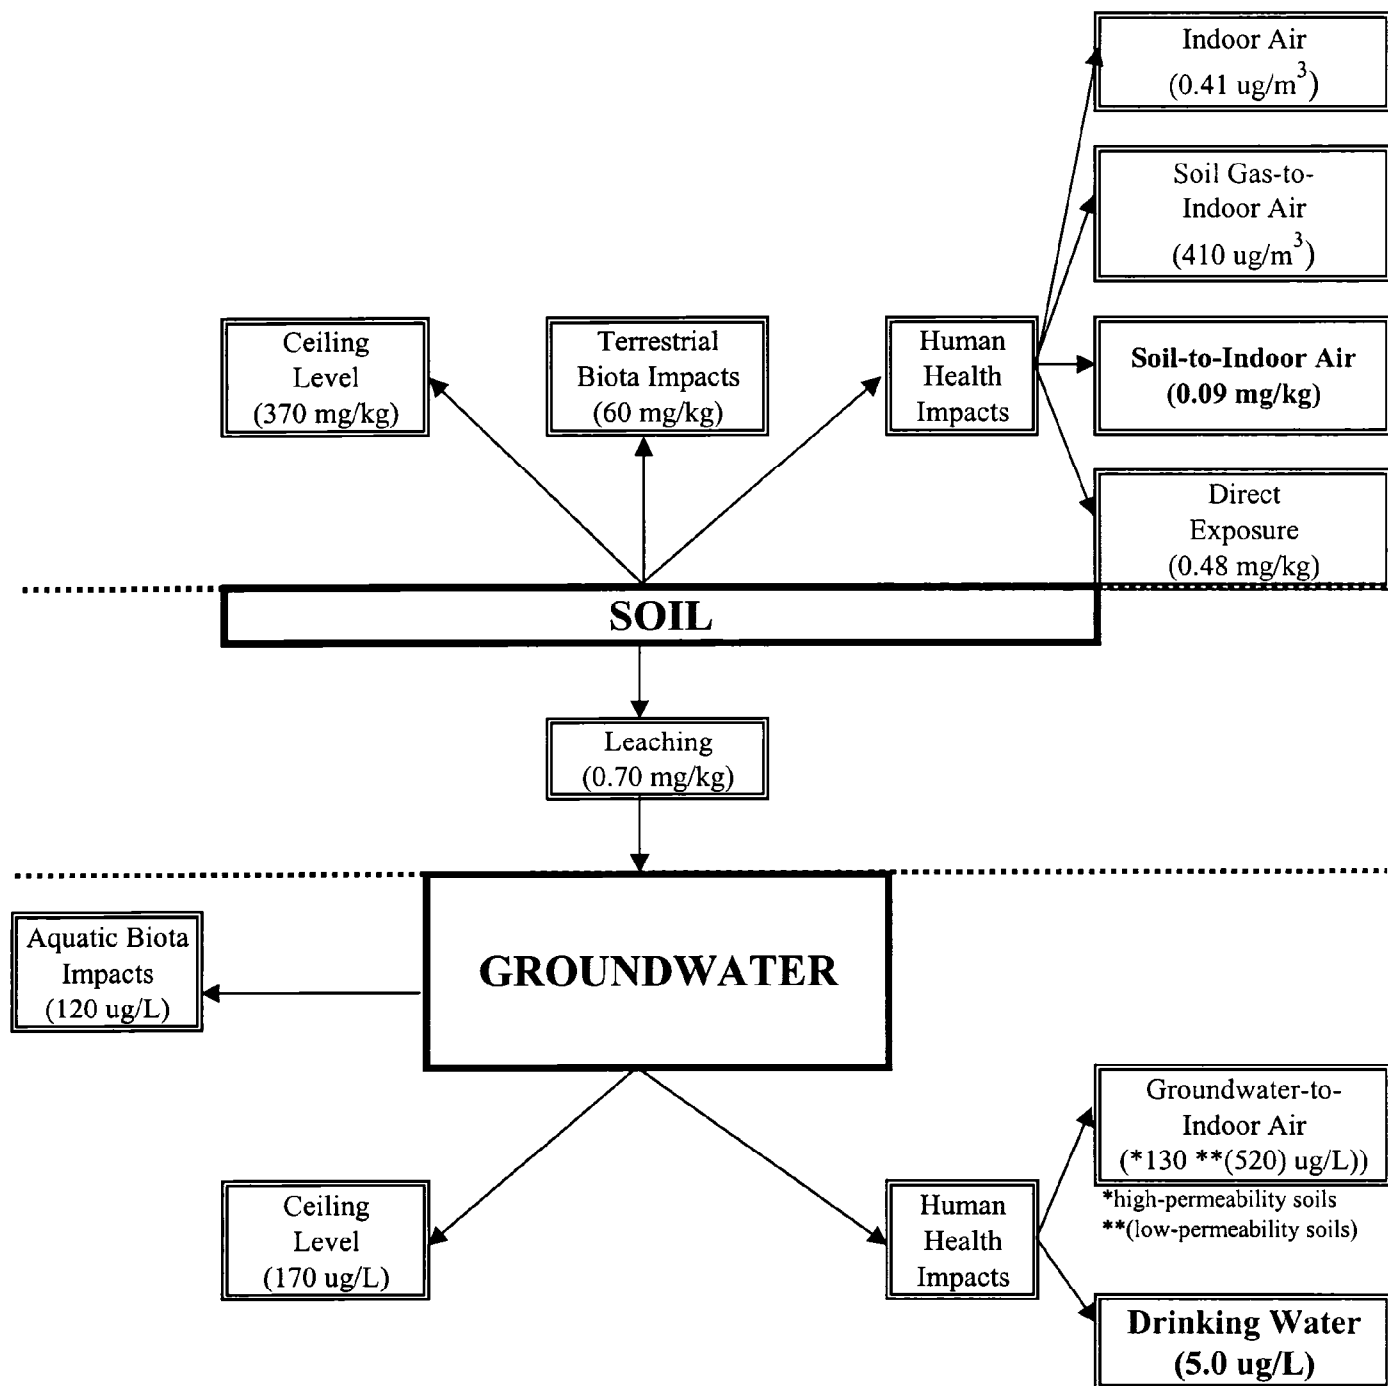 Indoor Air
(0.41 ug/m³)
Soil Gas-to-
Indoor Air
(410 ug/m³)
Ceiling
Level
(370 mg/kg)
Terrestrial
Biota Impacts
(60 mg/kg)
Human
Health
Impacts
Soil-to-Indoor Air
(0.09 mg/kg)
Direct
Exposure
(0.48 mg/kg)
SOIL
Leaching
(0.70 mg/kg)
GROUNDWATER
Aquatic Biota
Impacts
(120 ug/L)
Groundwater-to-
Indoor Air
(*130 **(520) ug/L))
*high-permeability soils
**(low-permeability soils)
Ceiling
Level
(170 ug/L)
Human
Health
Impacts
Drinking Water
(5.0 ug/L)